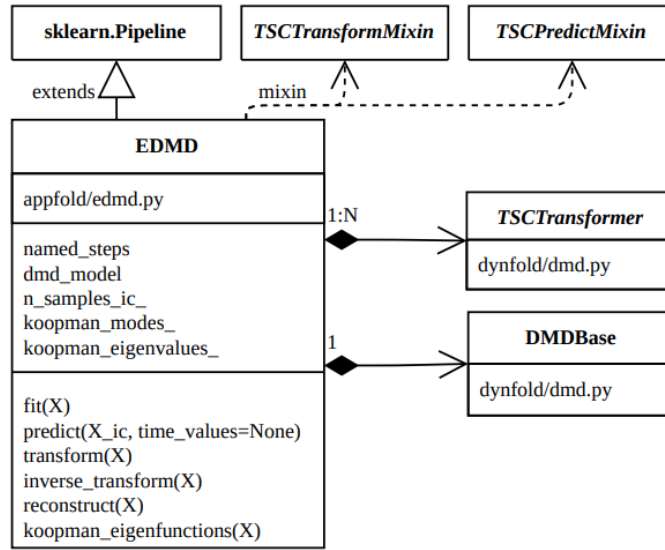 sklearn.Pipeline
TSCTransformMixin
TSCPredictMixin
extends
mixin
EDMD
appfold/edmd.py
named_steps
dmd_model
n_samples_ic_
koopman_modes_
koopman_eigenvalues_
fit(X)
predict(X_ic, time_values=None)
transform(X)
inverse_transform(X)
reconstruct(X)
koopman_eigenfunctions(X)
1:N
TSCTransformer
dynfold/dmd.py
1
DMDBase
dynfold/dmd.py